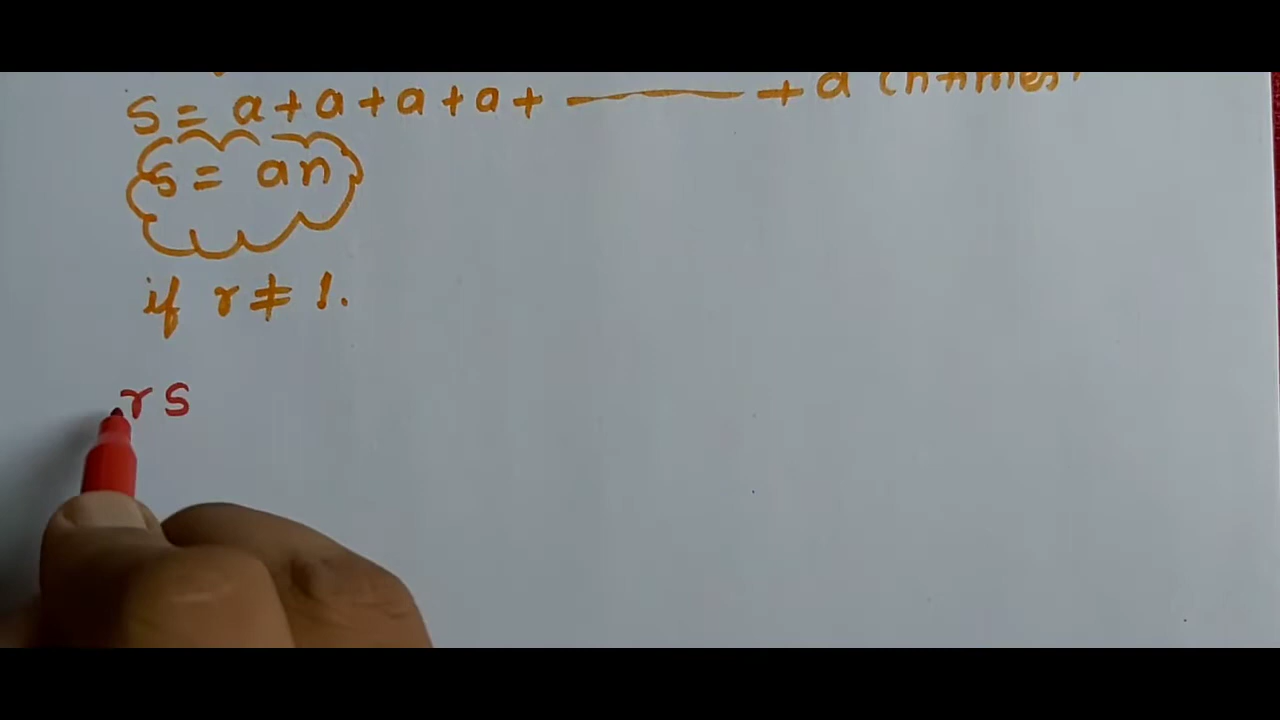 s = a + a + a + a + ——— + a (n times)
s = an
if r ≠ 1.
r s